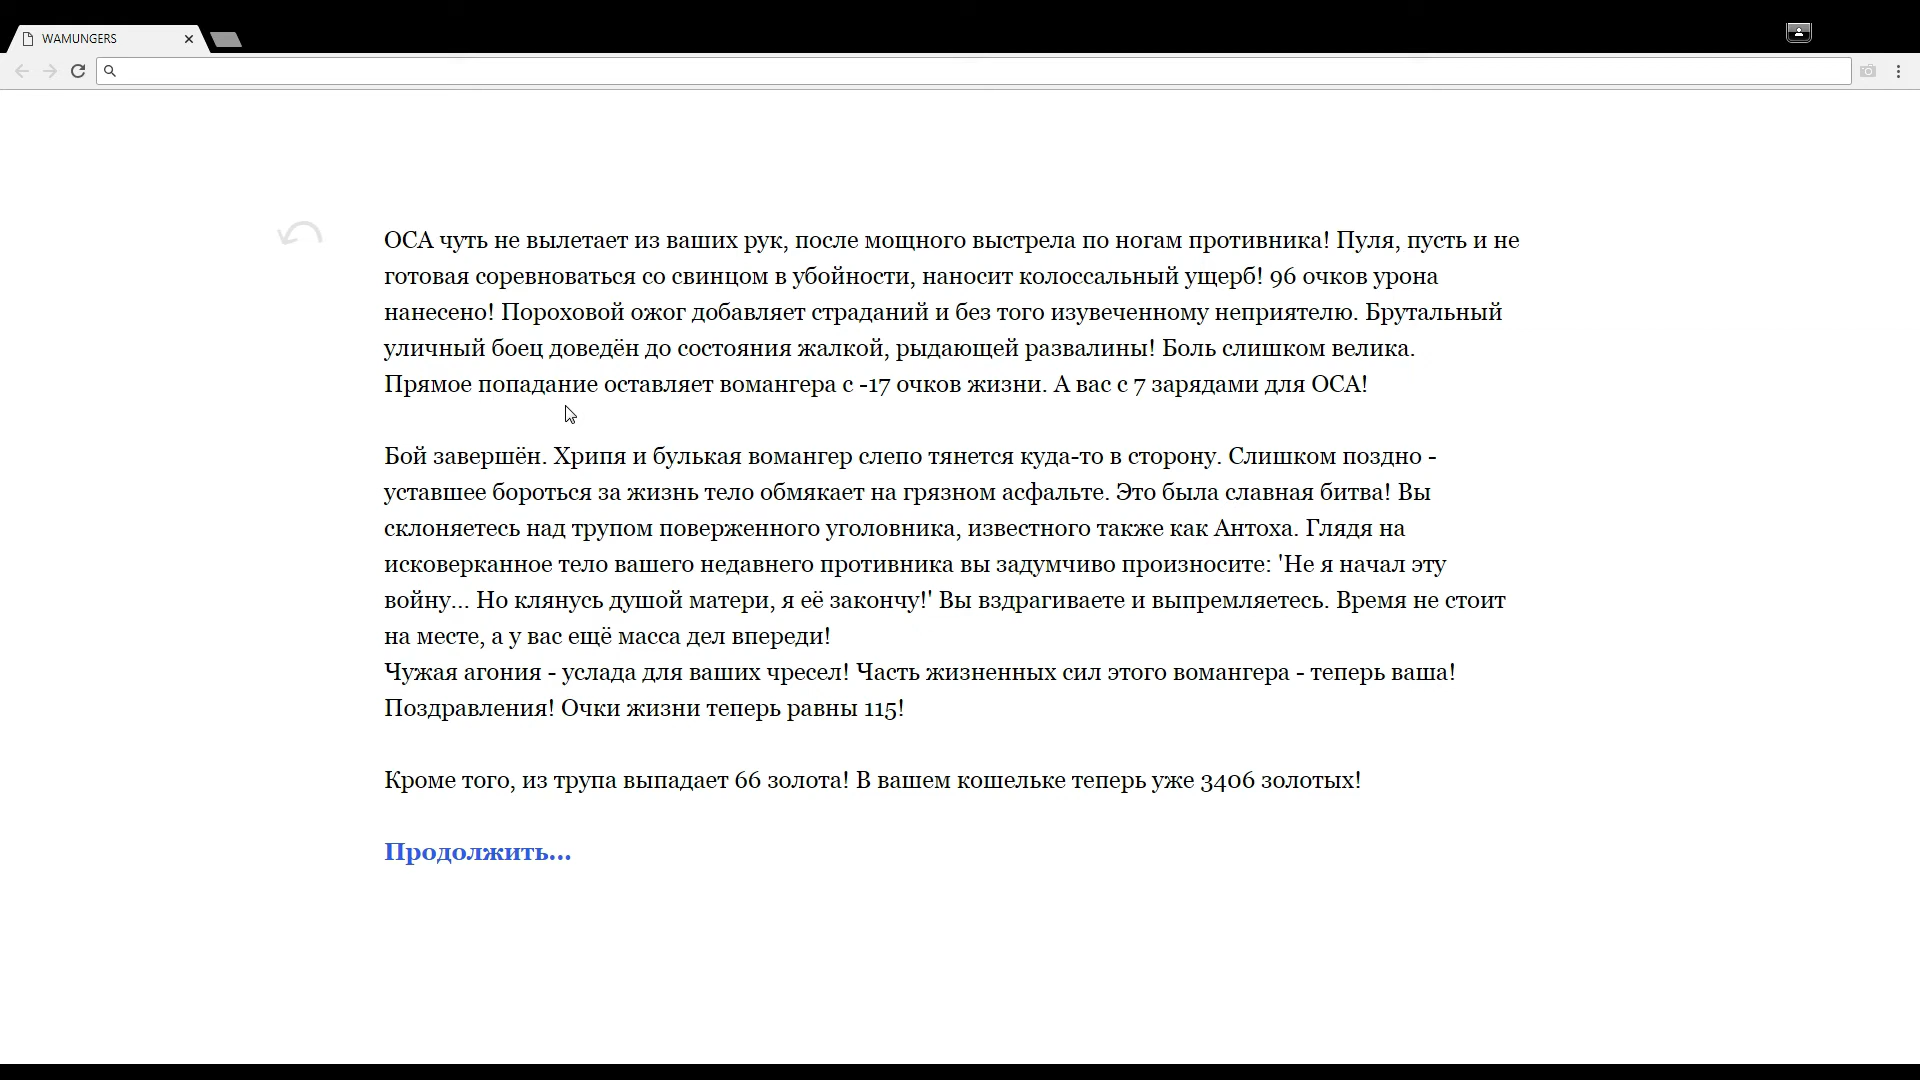 WAMUNGERS
ОСА чуть не вылетает из ваших рук, после мощного выстрела по ногам противника! Пуля, пусть и не
готовая соревноваться со свинцом в убойности, наносит колоссальный ущерб! 96 очков урона
нанесено! Пороховой ожог добавляет страданий и без того изувеченному неприятелю. Брутальный
уличный боец доведён до состояния жалкой, рыдающей развалины! Боль слишком велика.
Прямое попадание оставляет вомангера с -17 очков жизни. А вас с 7 зарядами для ОСА!
Бой завершён. Хрипя и булькая вомангер слепо тянется куда-то в сторону. Слишком поздно -
уставшее бороться за жизнь тело обмякает на грязном асфальте. Это была славная битва! Вы
склоняетесь над трупом поверженного уголовника, известного также как Антоха. Глядя на
исковерканное тело вашего недавнего противника вы задумчиво произносите: 'Не я начал эту
войну... Но клянусь душой матери, я её закончу!' Вы вздрагиваете и выпремляетесь. Время не стоит
на месте, а у вас ещё масса дел впереди!
Чужая агония - услада для ваших чресел! Часть жизненных сил этого вомангера - теперь ваша!
Поздравления! Очки жизни теперь равны 115!
Кроме того, из трупа выпадает 66 золота! В вашем кошельке теперь уже 3406 золотых!
Продолжить...